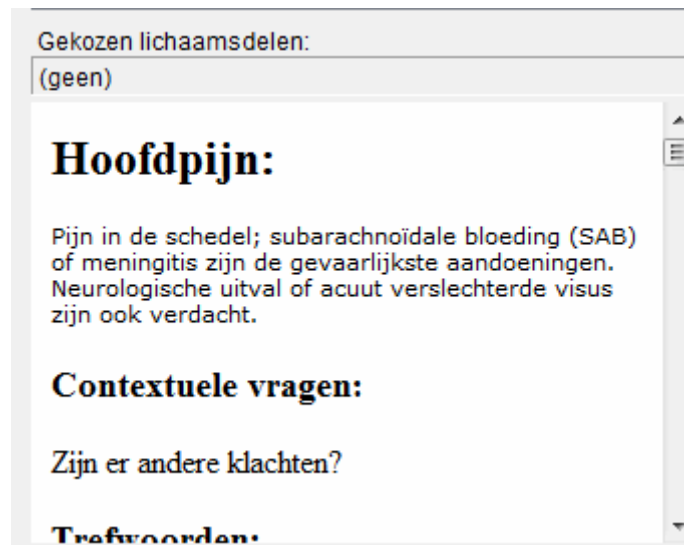 Gekozen lichaamsdelen:
(geen)
Hoofdpijn:
Pijn in de schedel; subarachnoïdale bloeding (SAB)
of meningitis zijn de gevaarlijkste aandoeningen.
Neurologische uitval of acuut verslechterde visus
zijn ook verdacht.
Contextuele vragen:
Zijn er andere klachten?
Trefwoorden: